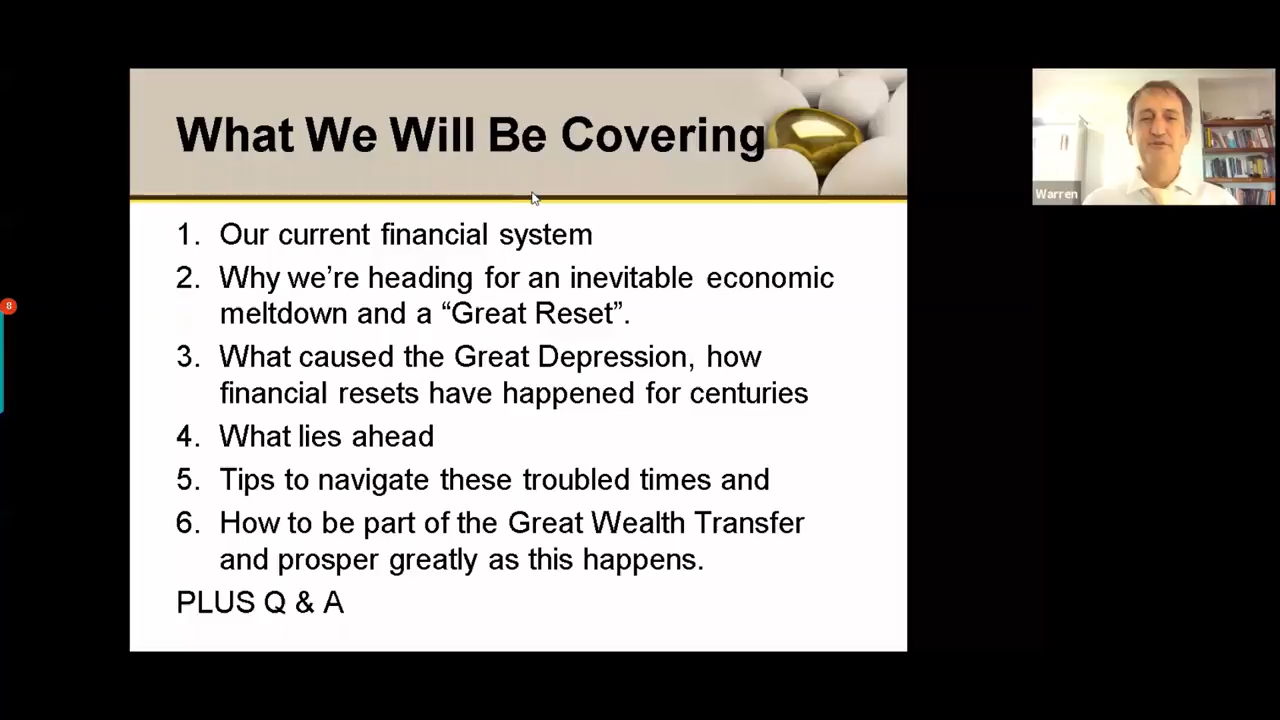 What We Will Be Covering
1. Our current financial system
2. Why we’re heading for an inevitable economic
meltdown and a “Great Reset”.
3. What caused the Great Depression, how
financial resets have happened for centuries
4. What lies ahead
5. Tips to navigate these troubled times and
6. How to be part of the Great Wealth Transfer
and prosper greatly as this happens.
PLUS Q & A
Warren
8